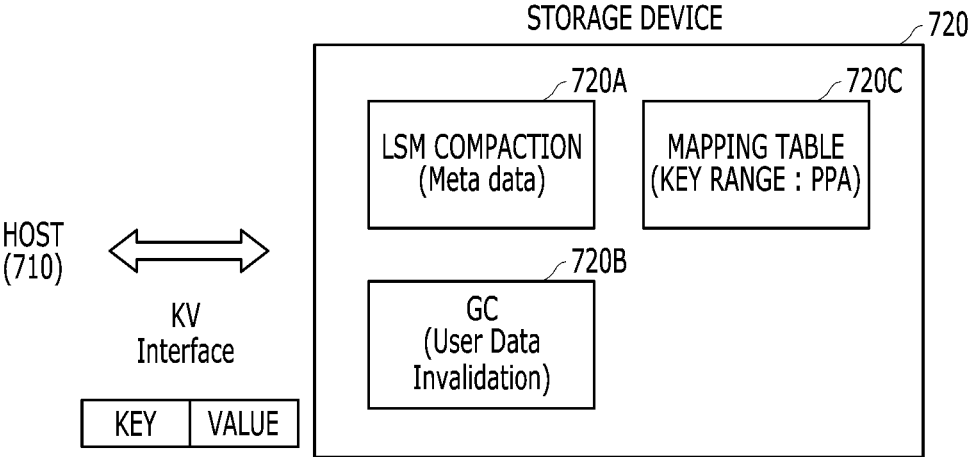 STORAGE DEVICE
720
720A
720C
LSM COMPACTION
(Meta data)
MAPPING TABLE
(KEY RANGE : PPA)
HOST
(710)
KV
Interface
720B
GC
(User Data
Invalidation)
KEY
VALUE